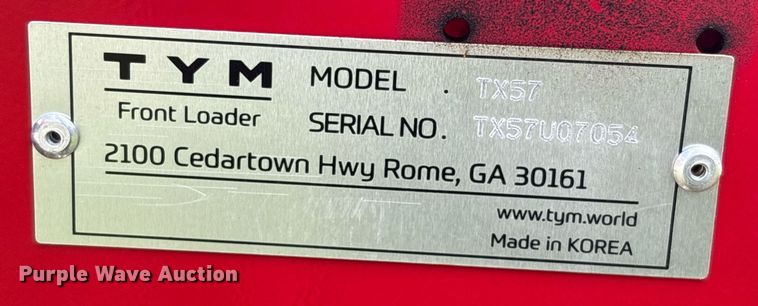 TYM MODEL . TX57
Front Loader SERIAL NO. TX57U07054
2100 Cedartown Hwy Rome, GA 30161
www.tym.world
Made in KOREA
Purple Wave Auction